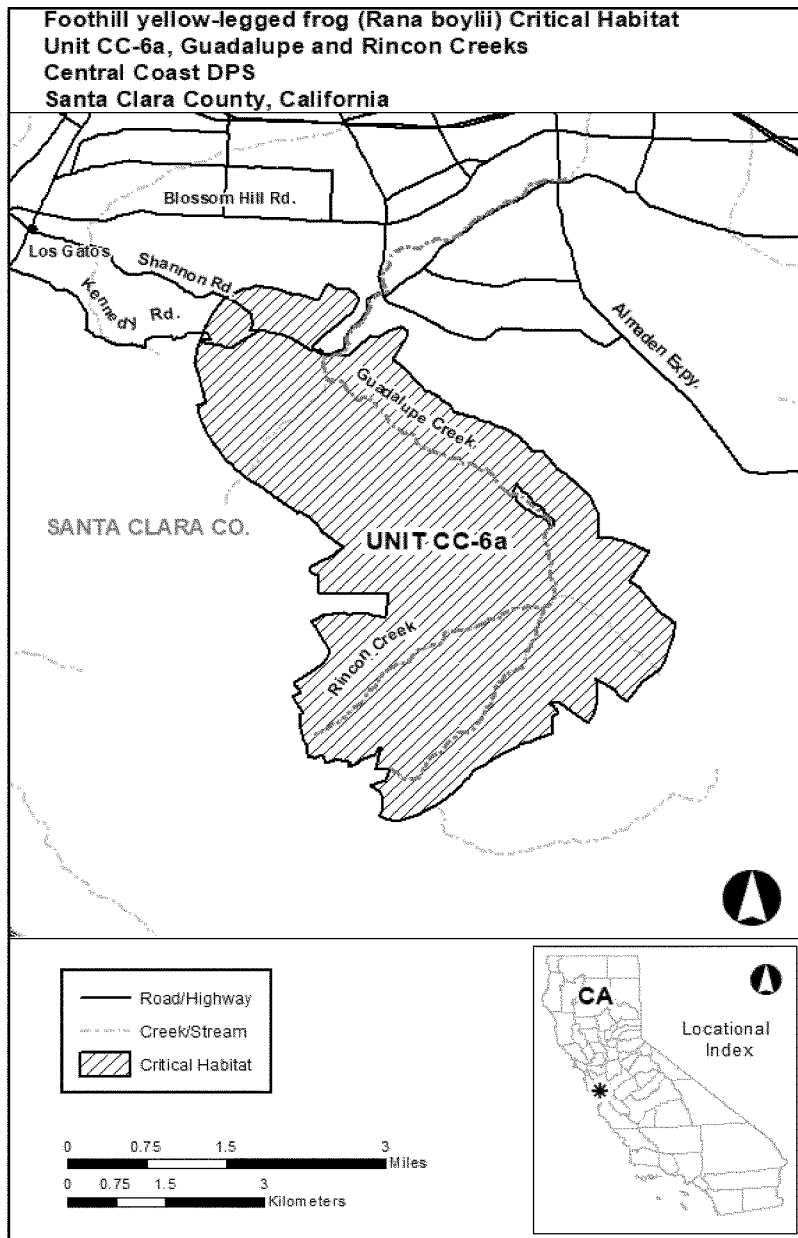 Foothill yellow-legged frog (Rana boylii) Critical Habitat
Unit CC-6a, Guadalupe and Rincon Creeks
Central Coast DPS
Santa Clara County, California
Blossom Hill Rd.
Los Gatos
Shannon Rd.
Kennedy Rd.
Almaden Expy.
Guadalupe Creek.
SANTA CLARA CO.
UNIT CC-6a
Rincon Creek
Road/Highway
Creek/Stream
Critical Habitat
CA
Locational
Index
0 0.75 1.5 3
Miles
0 0.75 1.5 3
Kilometers